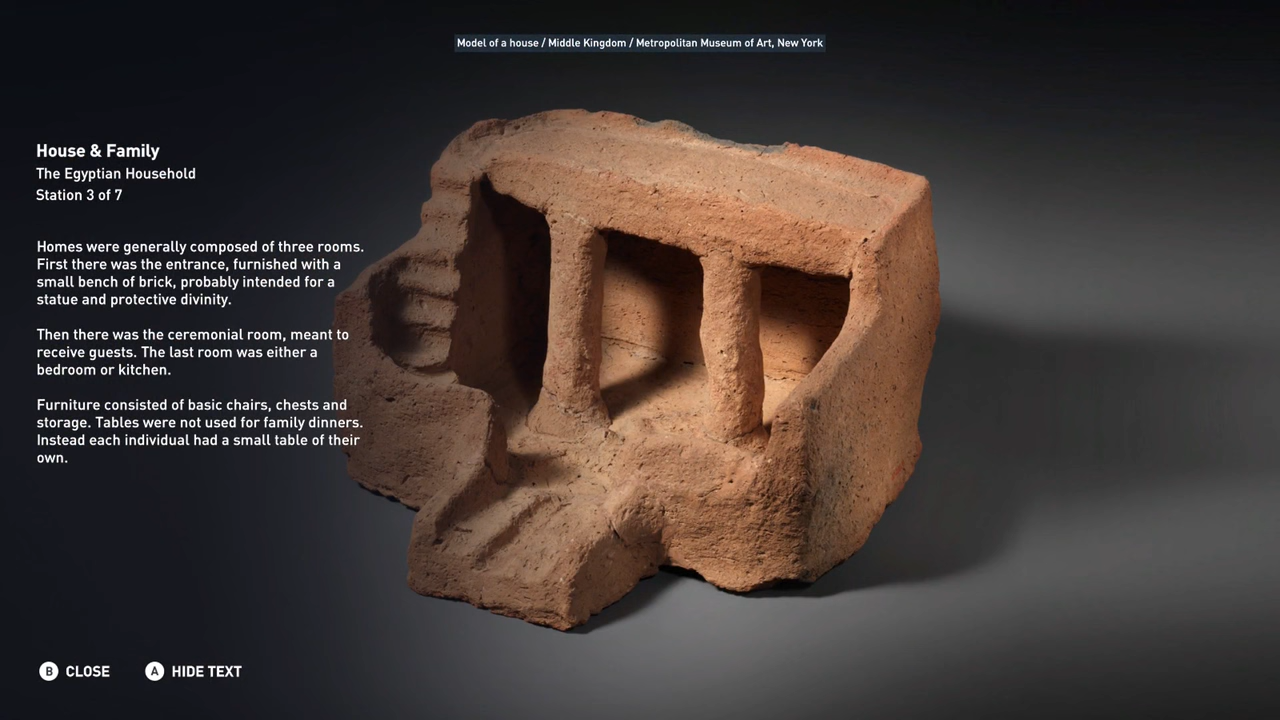 Model of a house / Middle Kingdom / Metropolitan Museum of Art, New York
House & Family
The Egyptian Household
Station 3 of 7
Homes were generally composed of three rooms.
First there was the entrance, furnished with a
small bench of brick, probably intended for a
statue and protective divinity.
Then there was the ceremonial room, meant to
receive guests. The last room was either a
bedroom or kitchen.
Furniture consisted of basic chairs, chests and
storage. Tables were not used for family dinners.
Instead each individual had a small table of their
own.
B CLOSE A HIDE TEXT